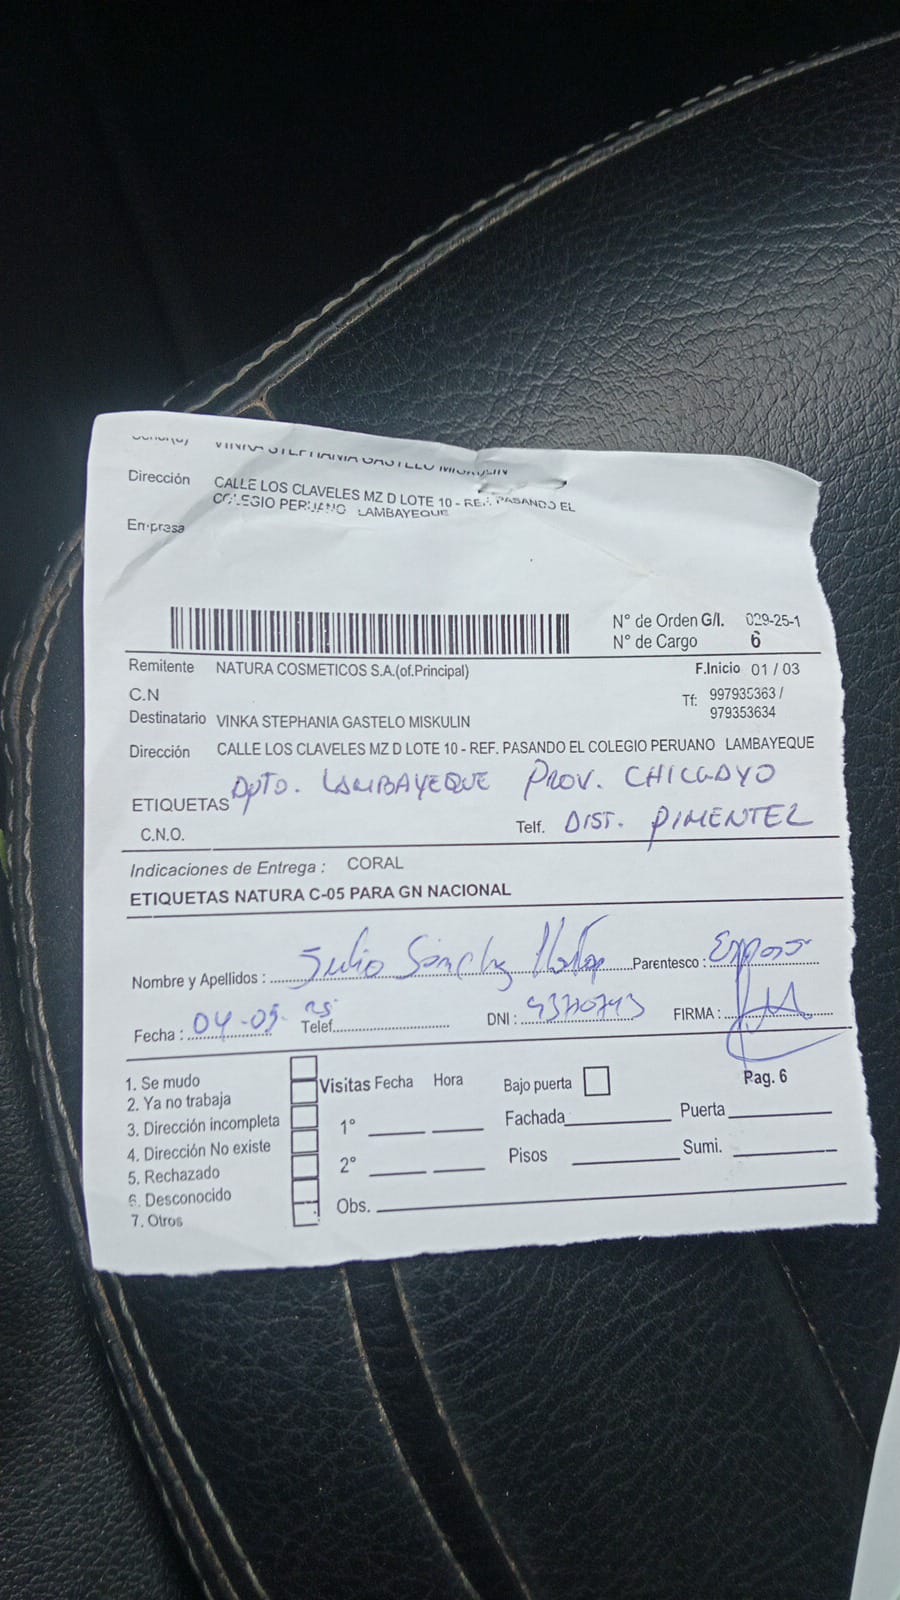 Señor(s) VINKA STEPHANIA GASTELO MISKULIN
Dirección CALLE LOS CLAVELES MZ D LOTE 10 - REF. PASANDO EL
COLEGIO PERUANO LAMBAYEQUE
Empresa
N° de Orden G/I. 029-25-1
N° de Cargo 6
Remitente NATURA COSMETICOS S.A.(of.Principal) F.Inicio 01 / 03
C.N Tf: 997935363 /
979353634
Destinatario VINKA STEPHANIA GASTELO MISKULIN
Dirección CALLE LOS CLAVELES MZ D LOTE 10 - REF. PASANDO EL COLEGIO PERUANO LAMBAYEQUE
DPTO. LAMBAYEQUE PROV. CHICLAYO
ETIQUETAS
C.N.O. Telf. DIST. PIMENTEL
Indicaciones de Entrega : CORAL
ETIQUETAS NATURA C-05 PARA GN NACIONAL
Nombre y Apellidos : Julio Sánchez Parentesco : Esposo
Fecha : 04-03-25 Telef. DNI : 43770743 FIRMA :
1. Se mudo Visitas Fecha Hora Bajo puerta Pag. 6
2. Ya no trabaja
3. Dirección incompleta 1° Fachada Puerta
4. Dirección No existe
5. Rechazado 2° Pisos Sumi.
6. Desconocido
7. Otros Obs.